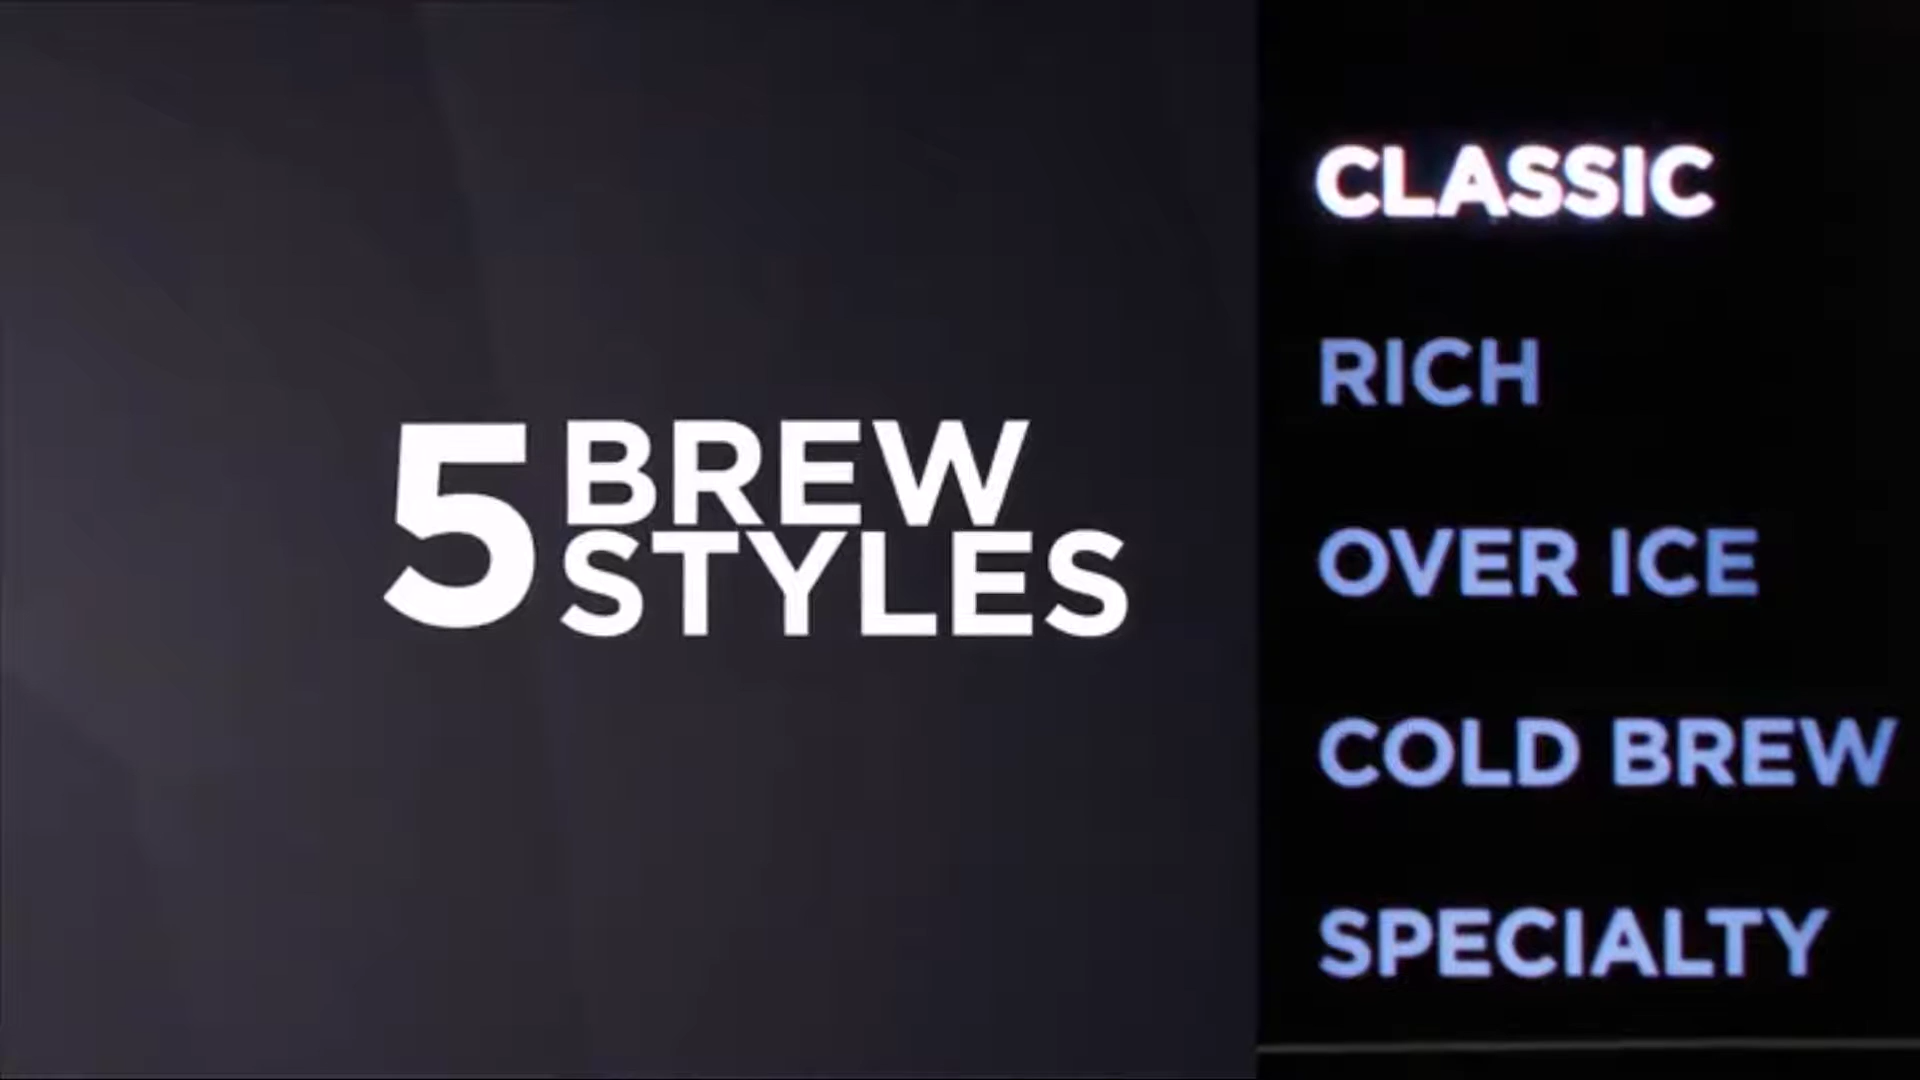 5 BREW
STYLES
CLASSIC
RICH
OVER ICE
COLD BREW
SPECIALTY